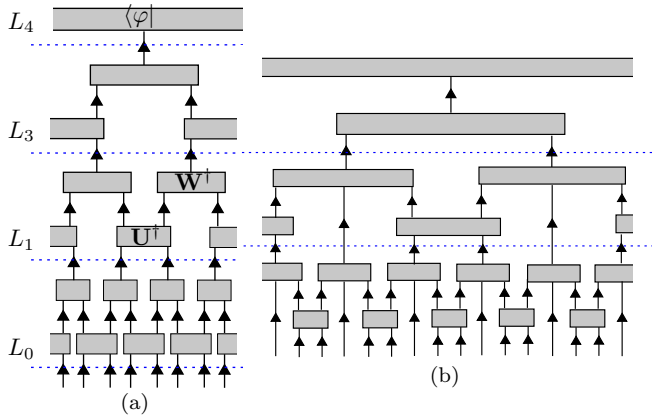 L₄ ⟨φ|
L₃
W†
L₁ U†
L₀
(a) (b)